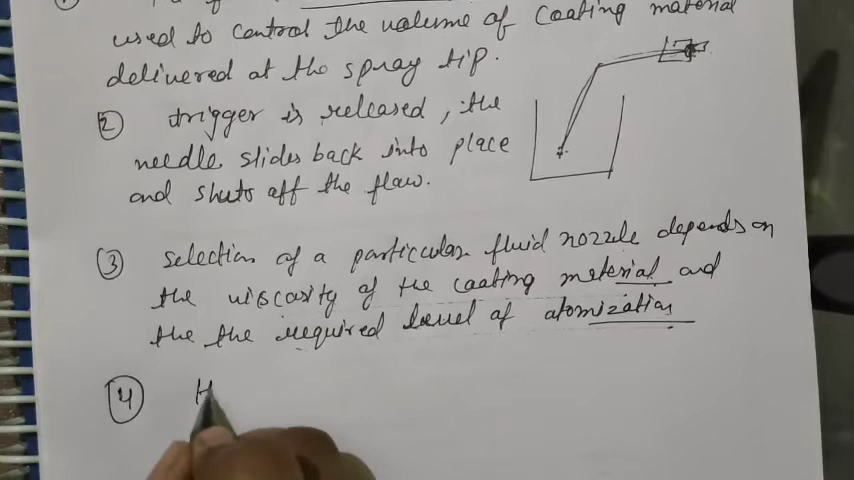 used to control the volume of coating material
delivered at the spray tip.
② trigger is released, the
needle slides back into place
and shuts off the flow.
③ selection of a particular fluid nozzle depends on
the viscosity of the coating material and
the the required level of atomization
④ H